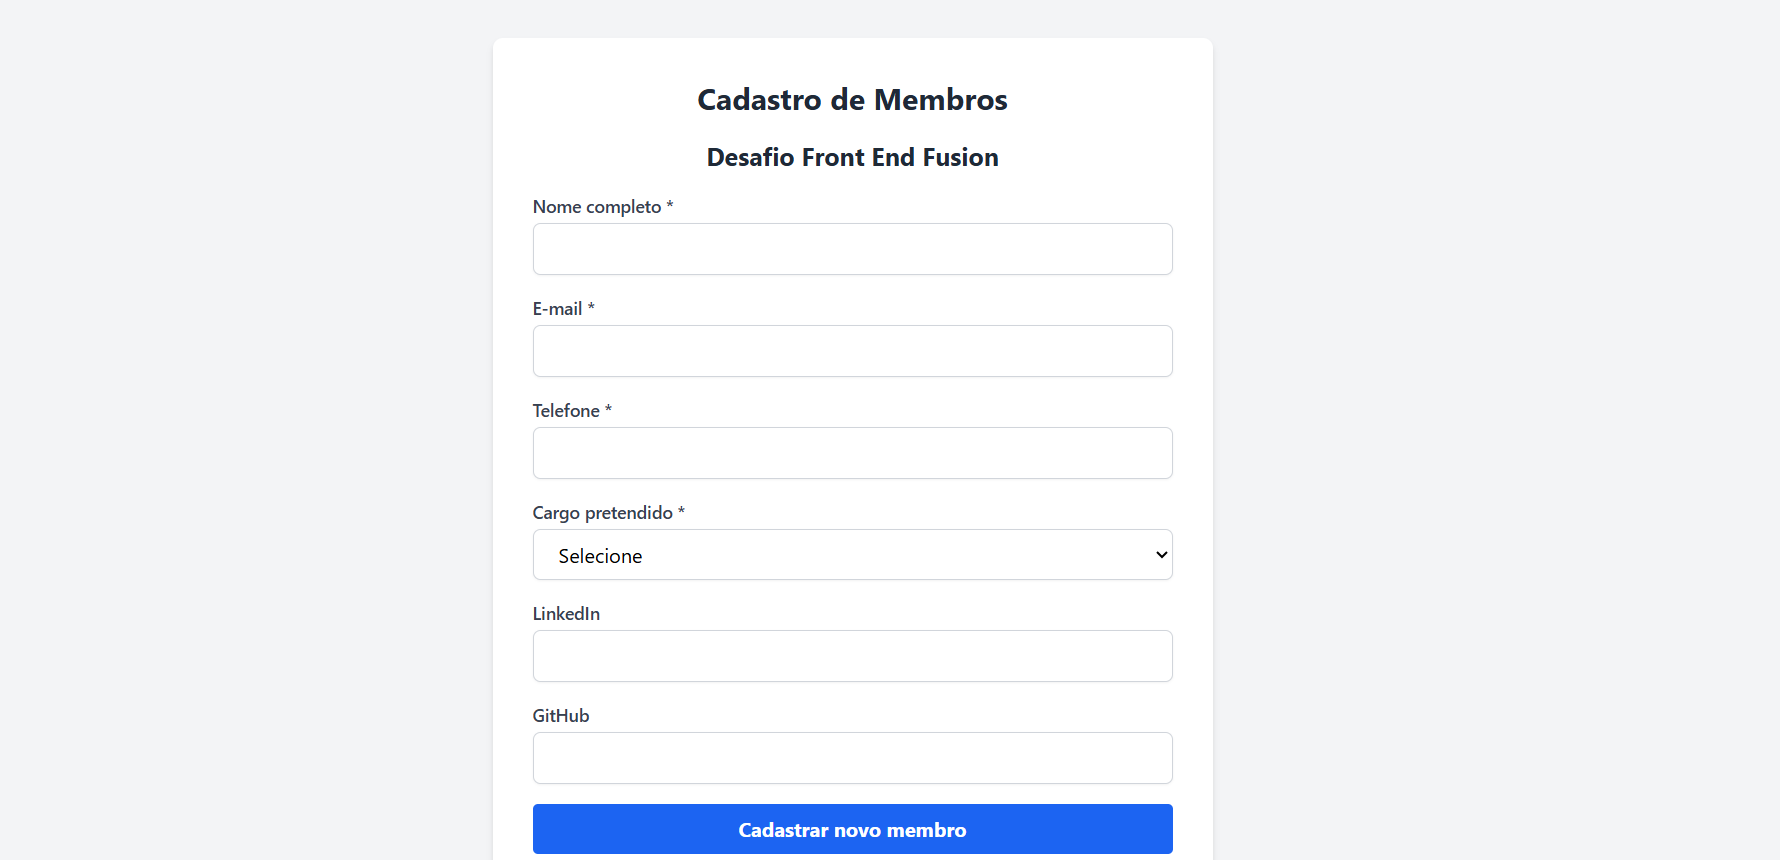 Cadastro de Membros
Desafio Front End Fusion
Nome completo *
E-mail *
Telefone *
Cargo pretendido *
Selecione
LinkedIn
GitHub
Cadastrar novo membro